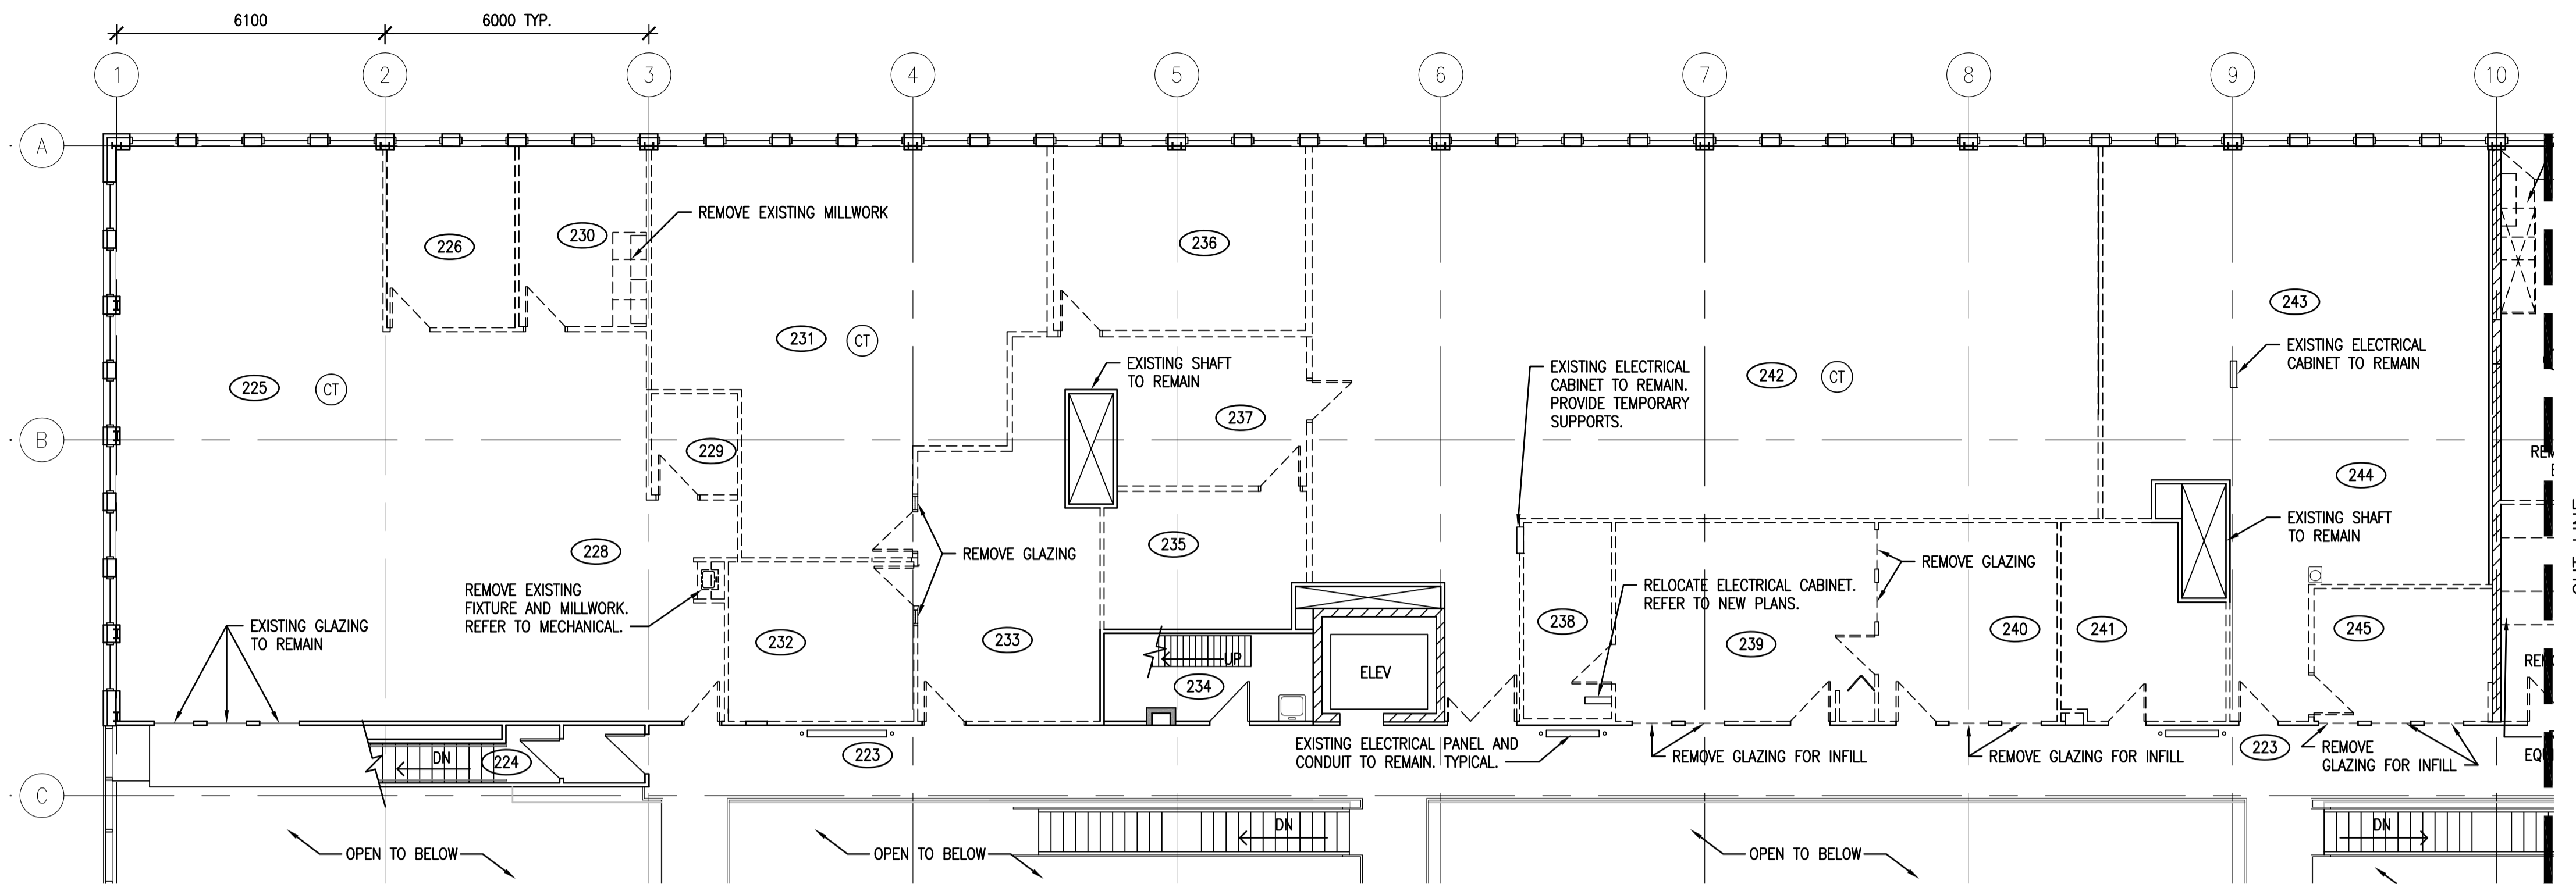 6100
6000 TYP.
1
2
3
4
5
6
7
8
9
10
A
REMOVE EXISTING MILLWORK
226
230
236
243
231
CT
EXISTING ELECTRICAL
CABINET TO REMAIN
EXISTING SHAFT
TO REMAIN
225
CT
EXISTING ELECTRICAL
CABINET TO REMAIN.
PROVIDE TEMPORARY
SUPPORTS.
242
CT
237
B
229
244
228
REMOVE GLAZING
235
EXISTING SHAFT
TO REMAIN
REMOVE EXISTING
FIXTURE AND MILLWORK.
REFER TO MECHANICAL.
REMOVE GLAZING
RELOCATE ELECTRICAL CABINET.
REFER TO NEW PLANS.
EXISTING GLAZING
TO REMAIN
232
233
238
239
240
241
245
UP
234
ELEV
DN
224
223
EXISTING ELECTRICAL PANEL AND
CONDUIT TO REMAIN. TYPICAL.
REMOVE GLAZING FOR INFILL
REMOVE GLAZING FOR INFILL
223
REMOVE
GLAZING FOR INFILL
C
DN
DN
OPEN TO BELOW
OPEN TO BELOW
OPEN TO BELOW